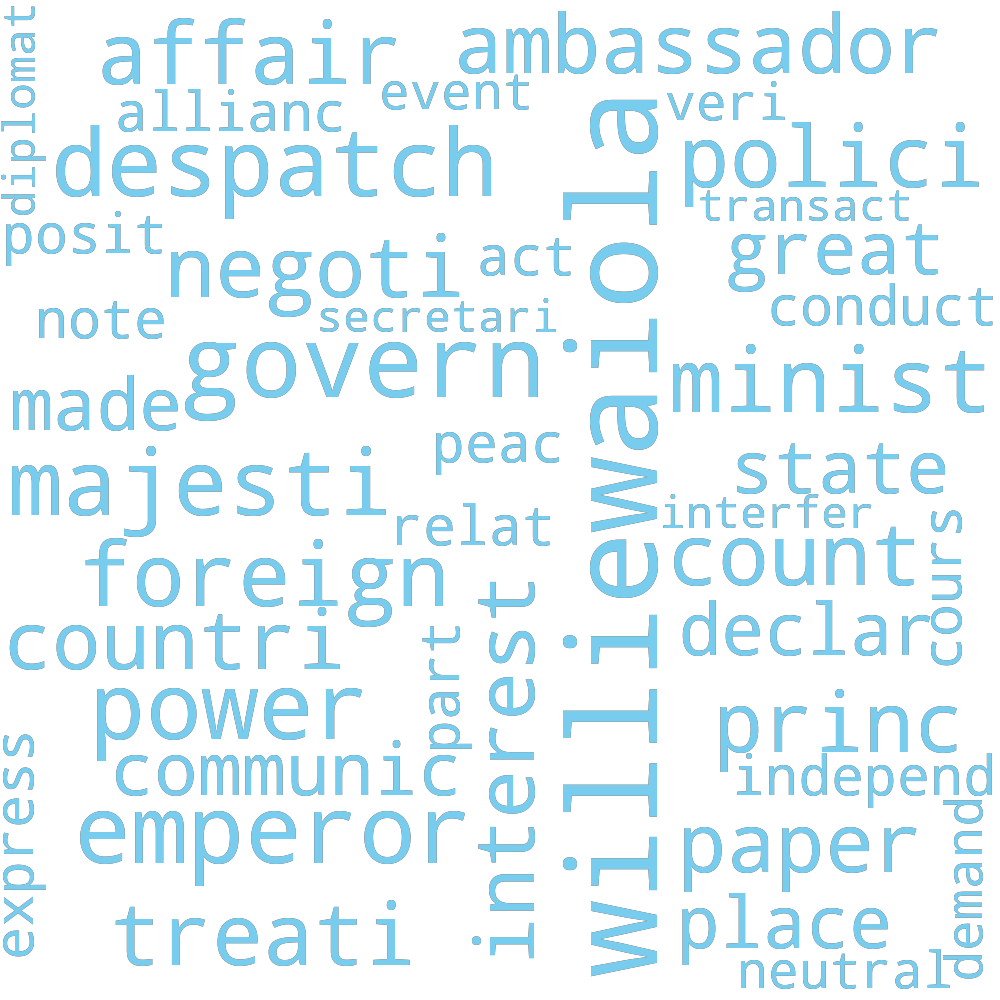 diplomat
affair
ambassador
event
allianc
veri
despatch
polici
transact
posit
negoti
act
great
note
secretari
conduct
govern
williewaiola
minist
made
peac
majesti
state
relat
interfer
foreign
count
cours
countri
part
interest
declar
power
princ
express
communic
independ
emperor
paper
demand
treati
place
neutral